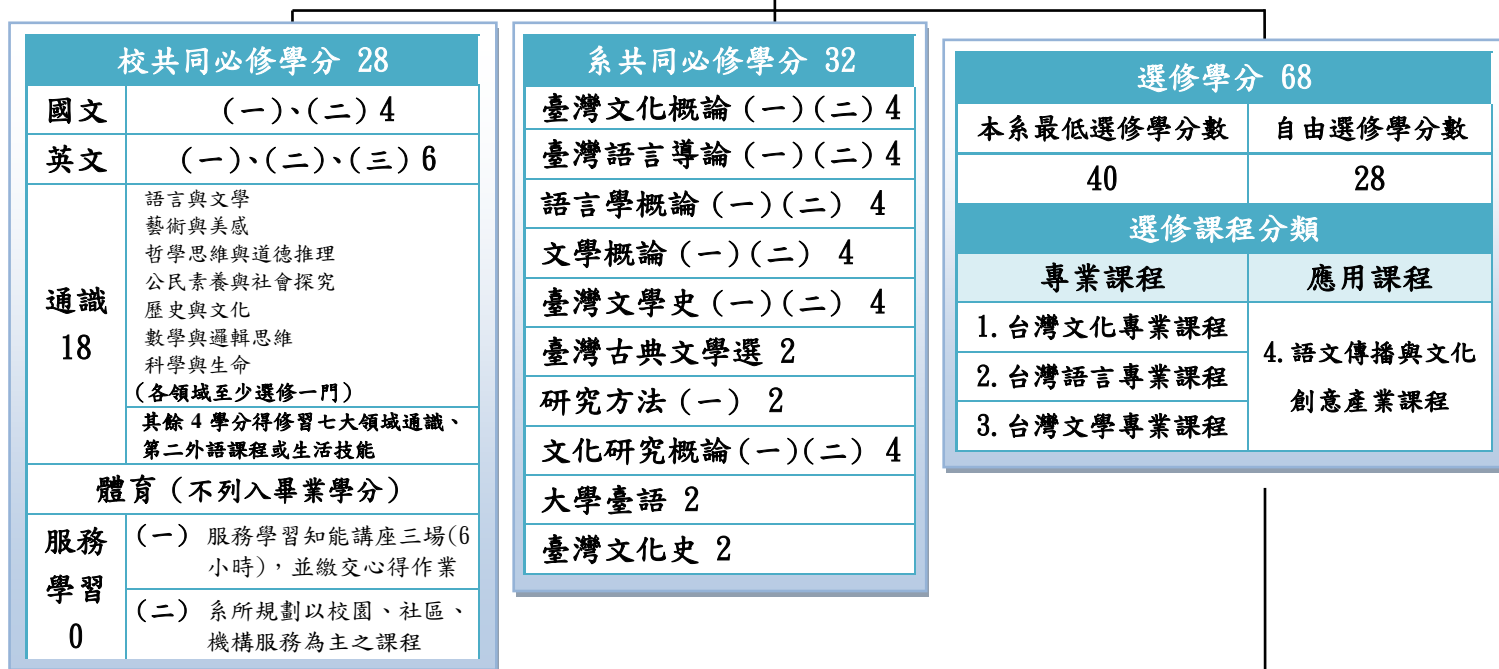 校共同必修學分 28
國文 (一)、(二) 4
英文 (一)、(二)、(三) 6
通識
18
語言與文學
藝術與美感
哲學思維與道德推理
公民素養與社會探究
歷史與文化
數學與邏輯思維
科學與生命
(各領域至少選修一門)
其餘 4 學分得修習七大領域通識、
第二外語課程或生活技能
體育（不列入畢業學分）
服務
學習
0
(一) 服務學習知能講座三場(6
小時)，並繳交心得作業
(二) 系所規劃以校園、社區、
機構服務為主之課程
系共同必修學分 32
臺灣文化概論 (一)(二) 4
臺灣語言導論 (一)(二) 4
語言學概論 (一)(二) 4
文學概論 (一)(二) 4
臺灣文學史 (一)(二) 4
臺灣古典文學選 2
研究方法 (一) 2
文化研究概論(一)(二) 4
大學臺語 2
臺灣文化史 2
選修學分 68
本系最低選修學分數 自由選修學分數
40 28
選修課程分類
專業課程 應用課程
1. 台灣文化專業課程
2. 台灣語言專業課程
3. 台灣文學專業課程
4. 語文傳播與文化
創意產業課程